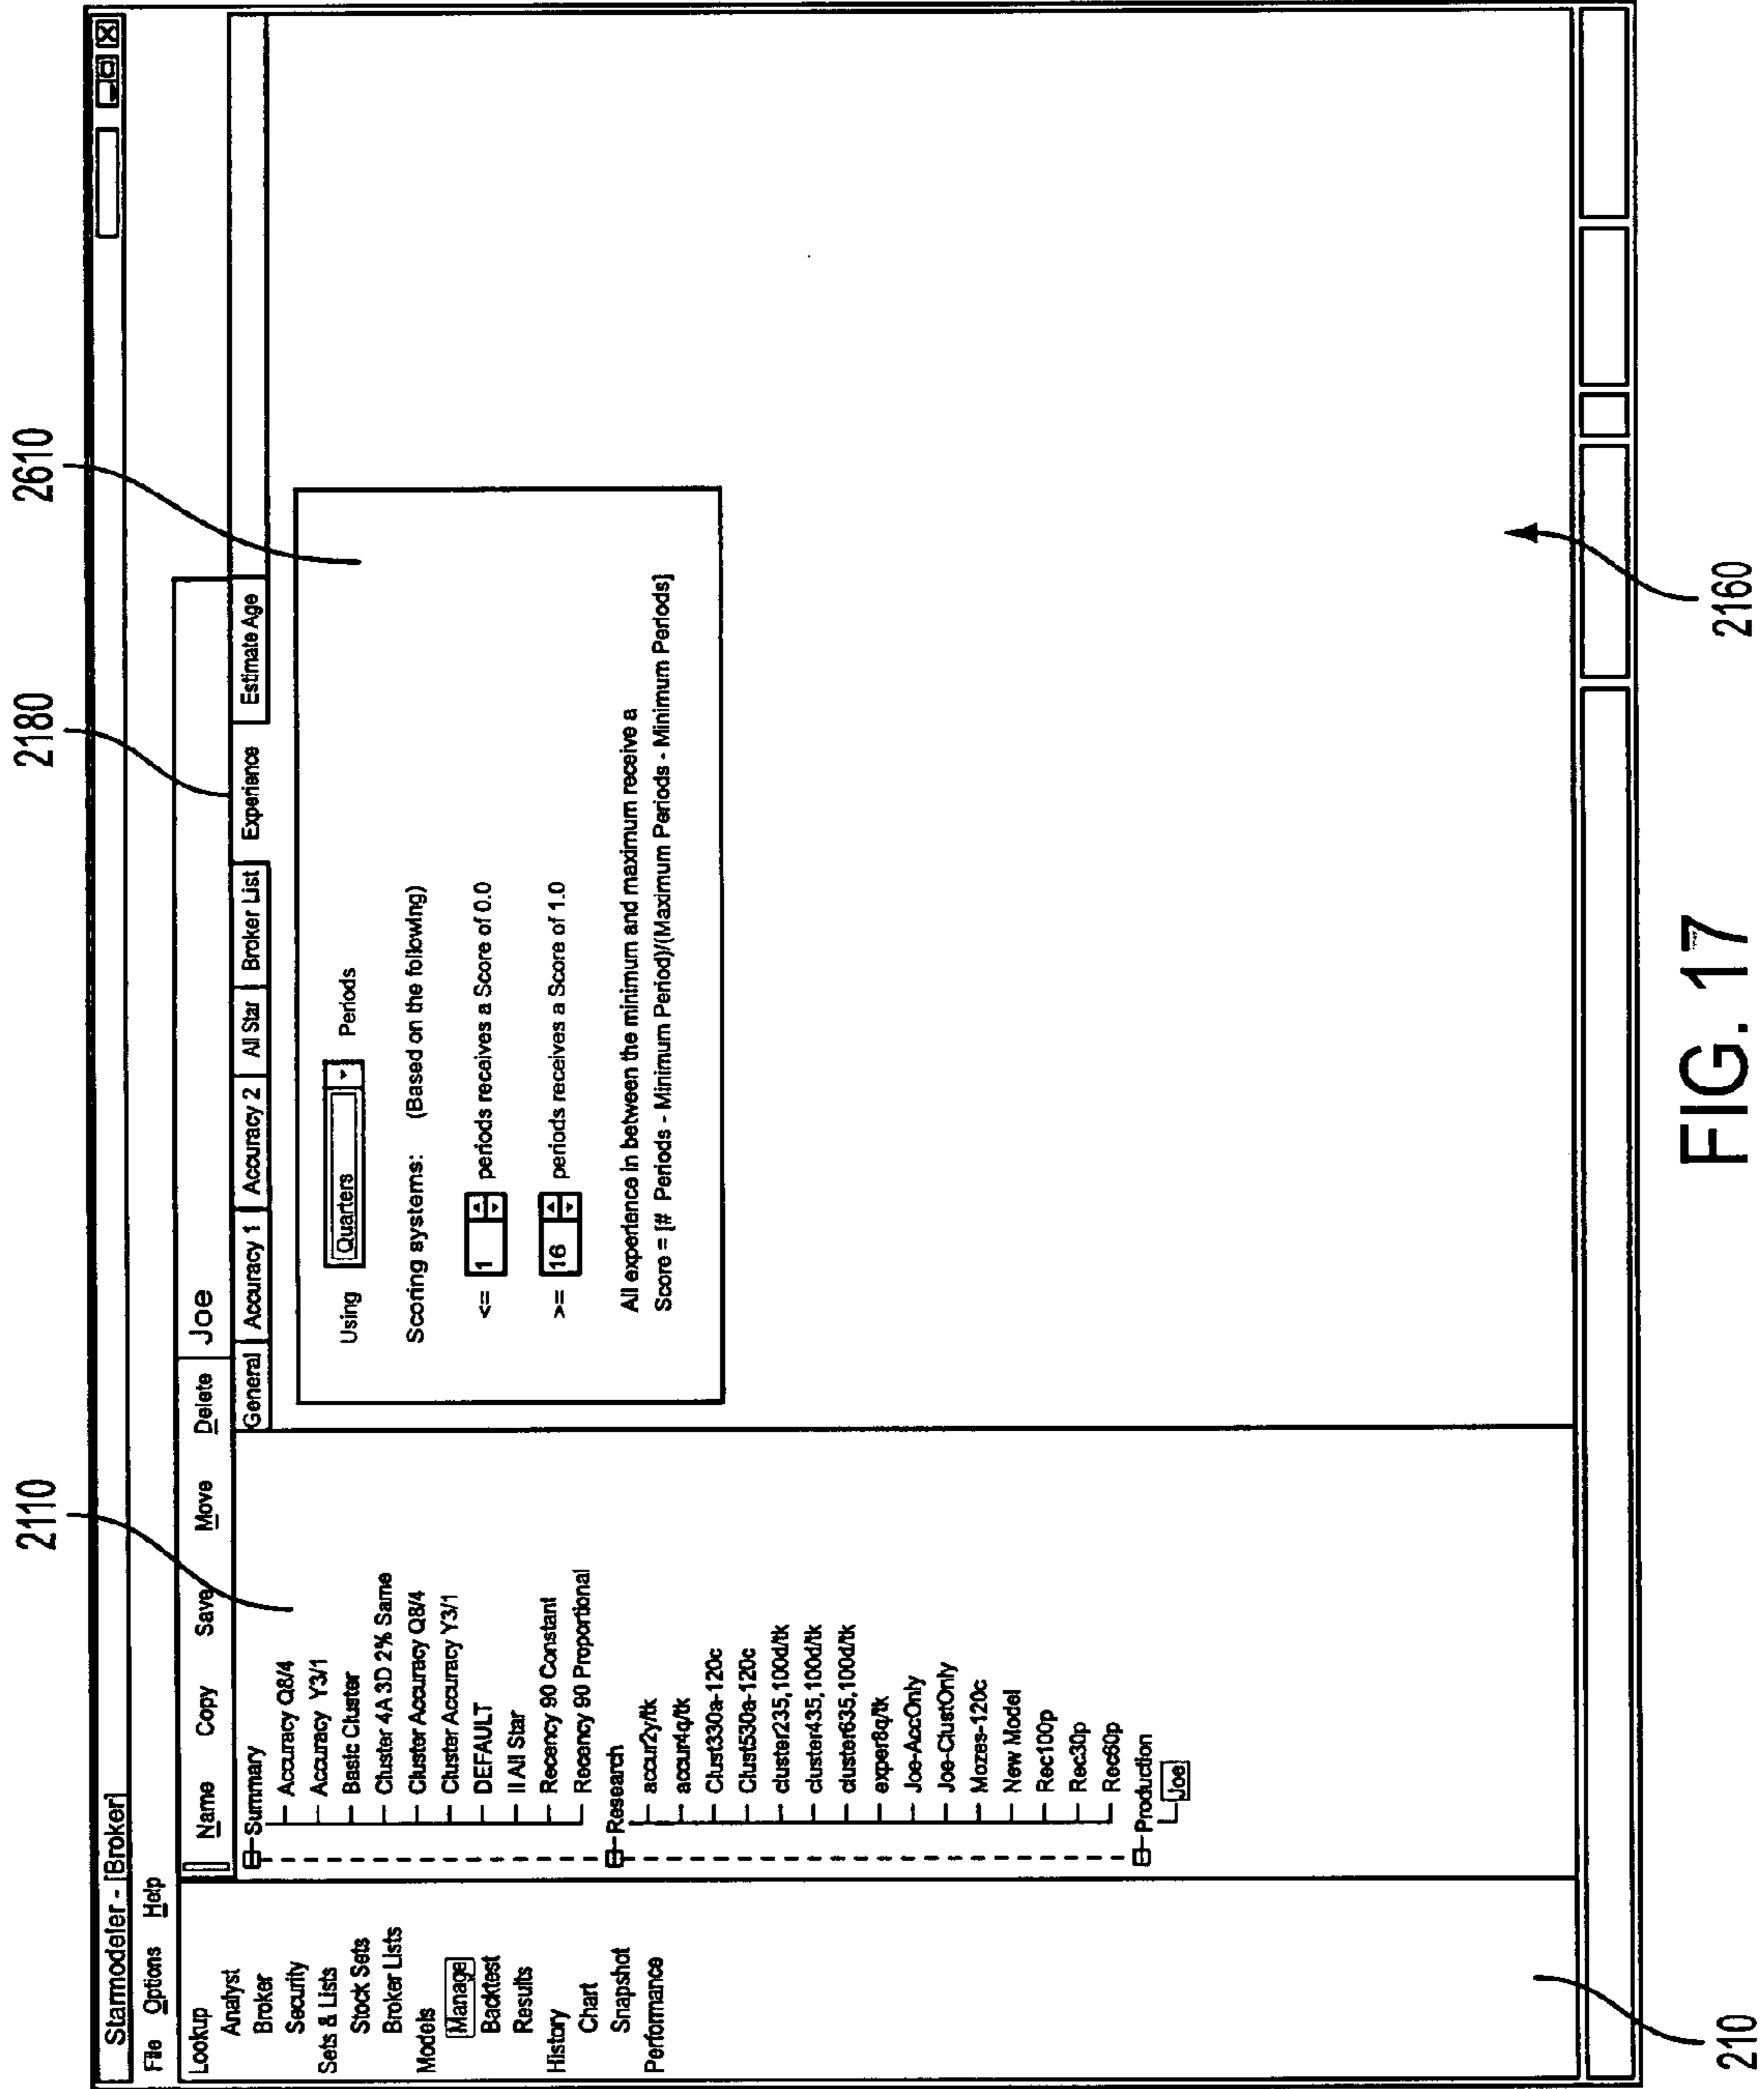 2110
2180
2610
Starmodeler - [Broker]
File Options Help
Lookup
Analyst
Broker
Security
Sets & Lists
Stock Sets
Broker Lists
Models
Manage
Backtest
Results
History
Chart
Snapshot
Performance
Name Copy Save Move Delete Joe
Summary
Accuracy Q8/4
Accuracy Y3/1
Basic Cluster
Cluster 4A 3D 2% Same
Cluster Accuracy Q8/4
Cluster Accuracy Y3/1
DEFAULT
II All Star
Recency 90 Constant
Recency 90 Proportional
Research
accur2y/tk
accur4q/tk
Clust330a-120c
Clust530a-120c
cluster235,100d/tk
cluster435,100d/tk
cluster635,100d/tk
exper8q/tk
Joe-AccOnly
Joe-ClustOnly
Mozes-120c
New Model
Rec100p
Rec30p
Rec60p
Production
Joe
General Accuracy 1 Accuracy 2 All Star Broker List Experience Estimate Age
Using Quarters Periods
Scoring systems: (Based on the following)
<= 1 periods receives a Score of 0.0
>= 16 periods receives a Score of 1.0
All experience in between the minimum and maximum receive a
Score = [# Periods - Minimum Period)/(Maximum Periods - Minimum Periods]
210
2160
FIG. 17